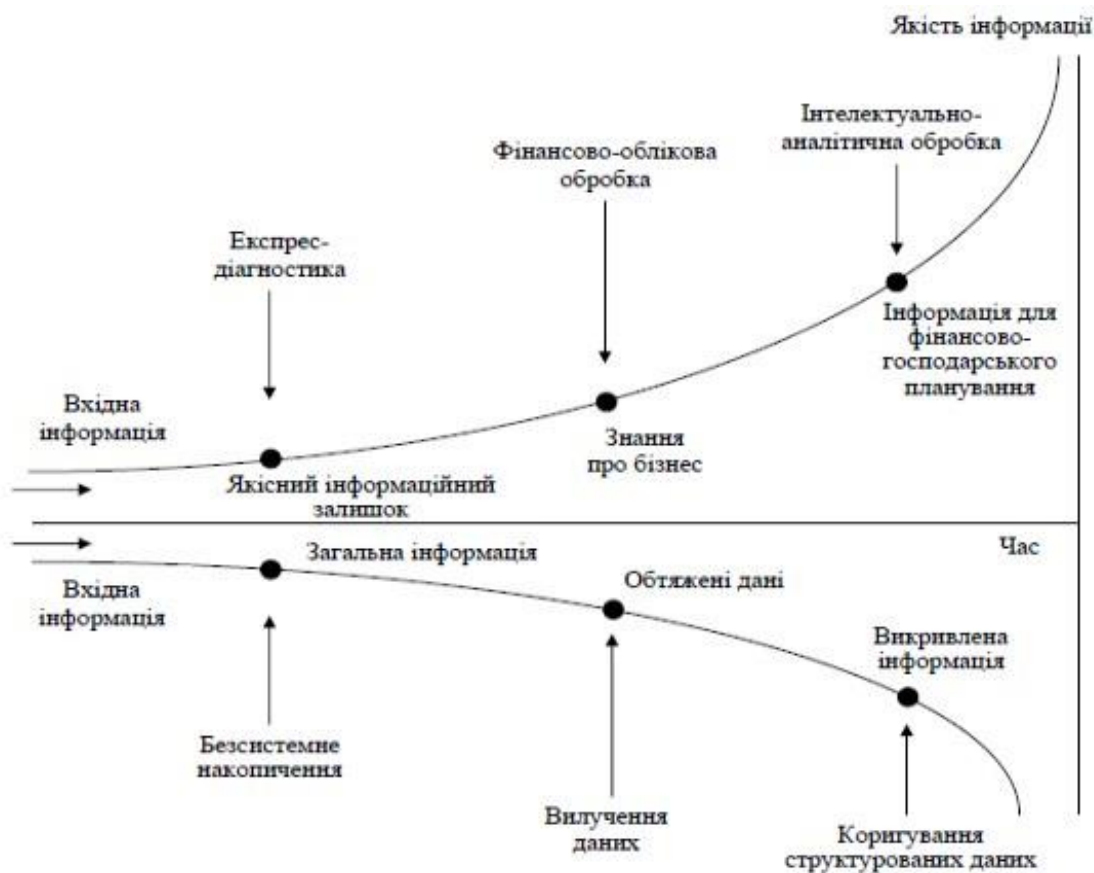 Якість інформації
Інтелектуально-
аналітична обробка
Фінансово-облікова
обробка
Експрес-
діагностика
Інформація для
фінансово-
господарського
планування
Вхідна
інформація
Знання
про бізнес
Якісний інформаційний
залишок
Час
Загальна інформація
Обтяжені дані
Вхідна
інформація
Викривлена
інформація
Безсистемне
накопичення
Вилучення
даних
Коригування
структурованих даних